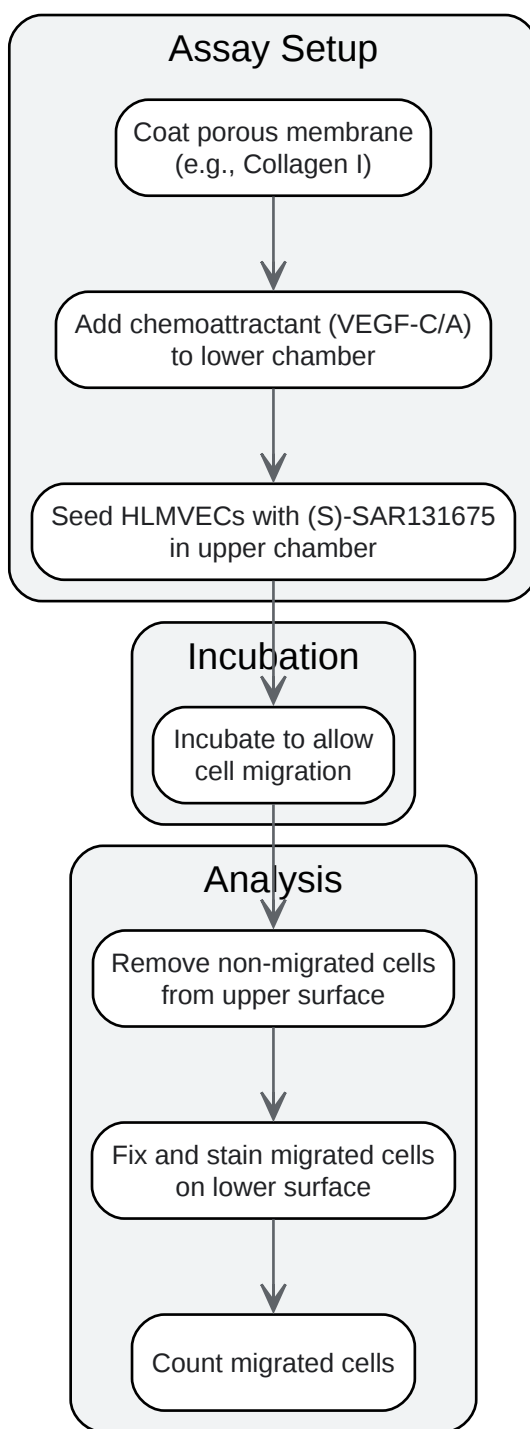 Assay Setup
Coat porous membrane
(e.g., Collagen I)
Add chemoattractant (VEGF-C/A)
to lower chamber
Seed HLMVECs with (S)-SAR131675
in upper chamber
Incubation
Incubate to allow
cell migration
Analysis
Remove non-migrated cells
from upper surface
Fix and stain migrated cells
on lower surface
Count migrated cells